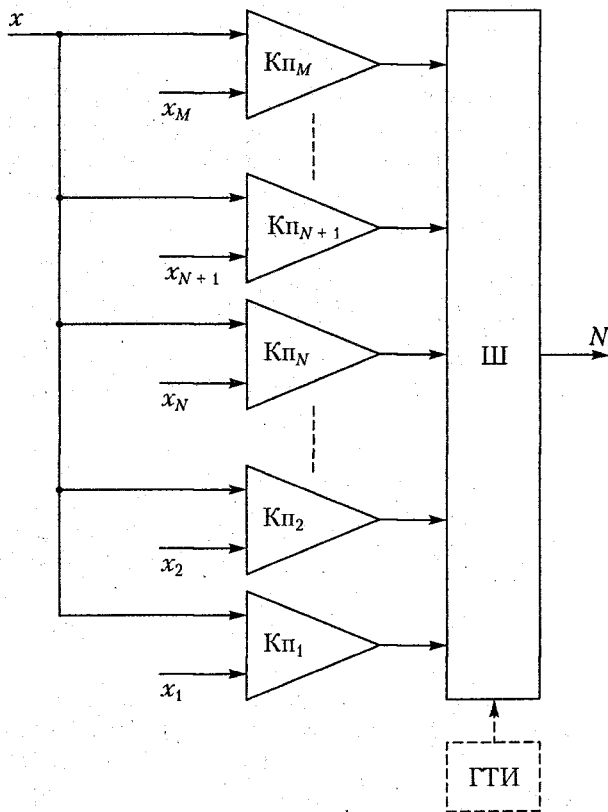 x
Кп_M
x_M
Кп_{N + 1}
x_{N + 1}
Кп_N
x_N
Ш
N
Кп_2
x_2
Кп_1
x_1
ГТИ